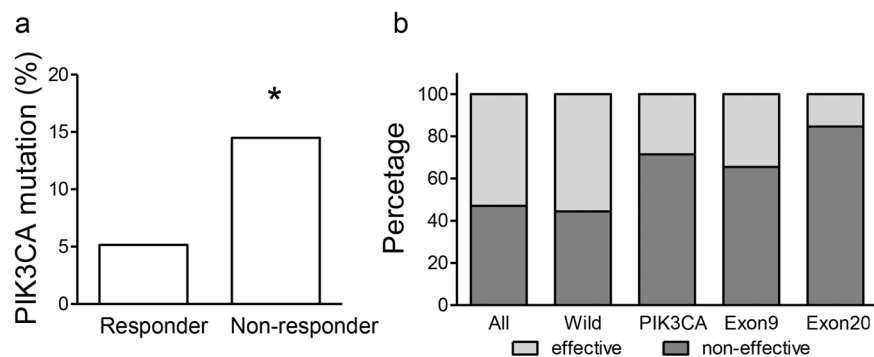 a
PIK3CA mutation (%)
20
15
10
5
0
*
Responder Non-responder
b
Percetage
100
80
60
40
20
0
All Wild PIK3CA Exon9 Exon20
effective non-effective